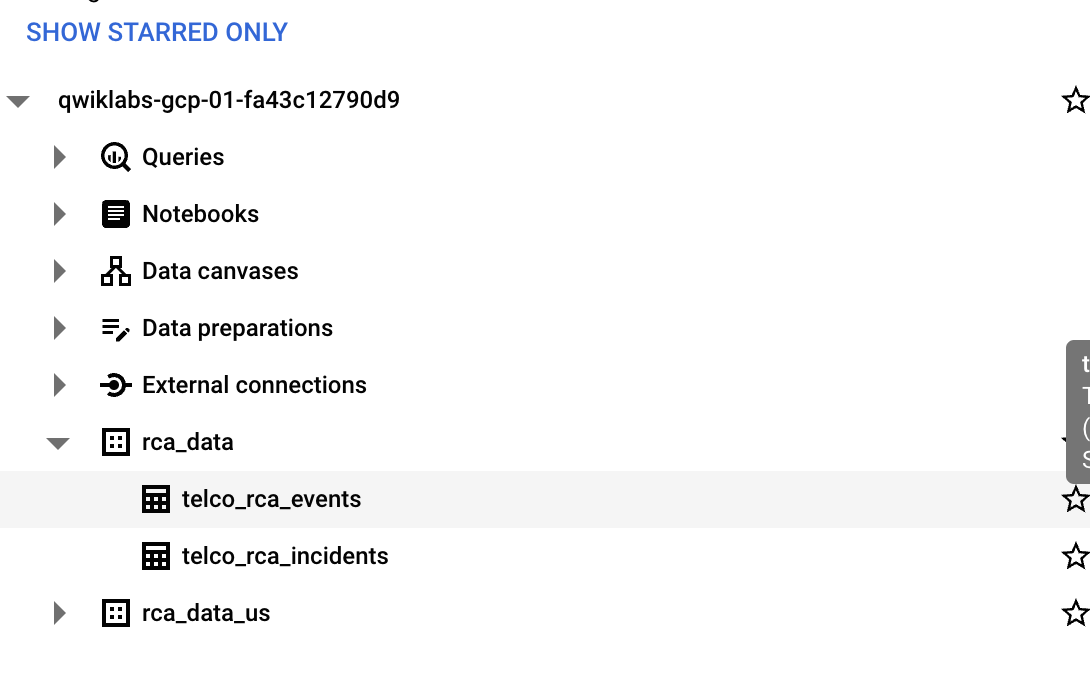 SHOW STARRED ONLY
qwiklabs-gcp-01-fa43c12790d9
Queries
Notebooks
Data canvases
Data preparations
External connections
rca_data
telco_rca_events
telco_rca_incidents
rca_data_us